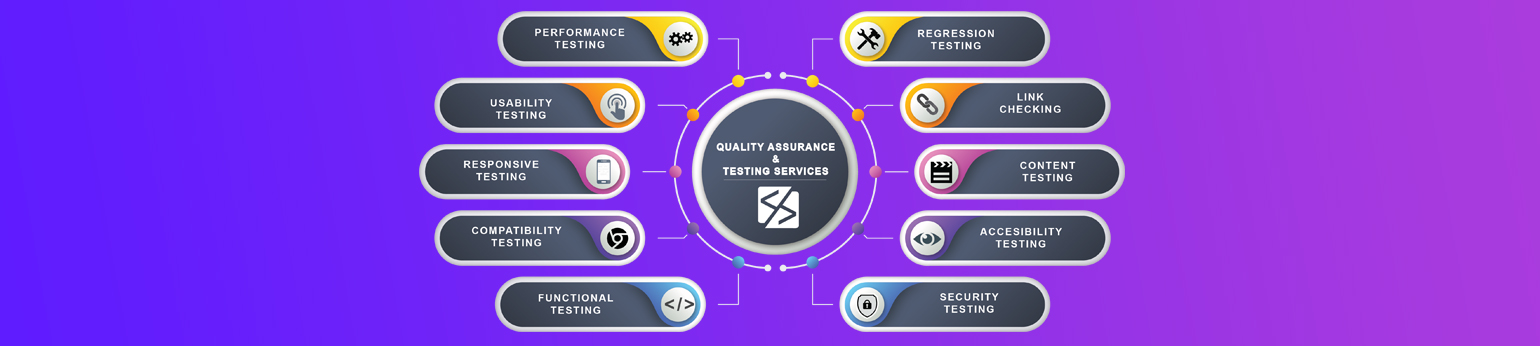 PERFORMANCE
TESTING
USABILITY
TESTING
RESPONSIVE
TESTING
COMPATIBILITY
TESTING
FUNCTIONAL
TESTING
</>
QUALITY ASSURANCE
&
TESTING SERVICES
REGRESSION
TESTING
LINK
CHECKING
CONTENT
TESTING
ACCESIBILITY
TESTING
SECURITY
TESTING